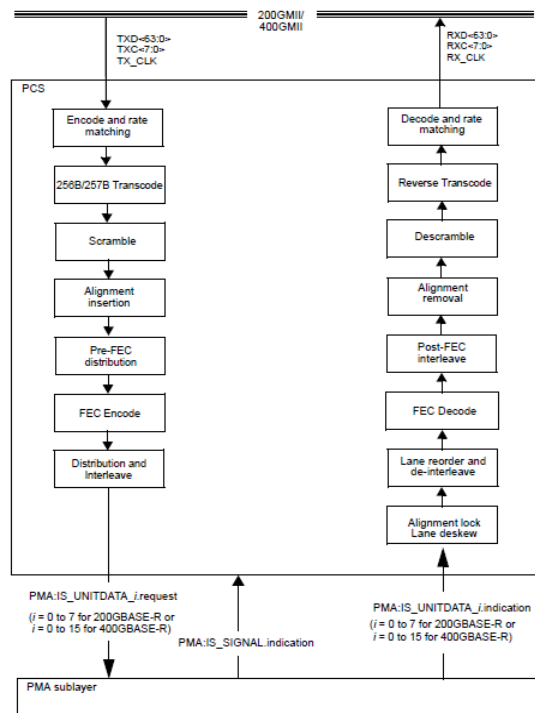 200GMII/
400GMII
TXD<63:0>
TXC<7:0>
TX_CLK
RXD<63:0>
RXC<7:0>
RX_CLK
PCS
Encode and rate
matching
256B/257B Transcode
Scramble
Alignment
insertion
Pre-FEC
distribution
FEC Encode
Distribution and
Interleave
Decode and rate
matching
Reverse Transcode
Descramble
Alignment
removal
Post-FEC
interleave
FEC Decode
Lane reorder and
de-interleave
Alignment lock
Lane deskew
PMA:IS_UNITDATA_i.request
(i = 0 to 7 for 200GBASE-R or
i = 0 to 15 for 400GBASE-R)
PMA:IS_SIGNAL.indication
PMA:IS_UNITDATA_i.indication
(i = 0 to 7 for 200GBASE-R or
i = 0 to 15 for 400GBASE-R)
PMA sublayer